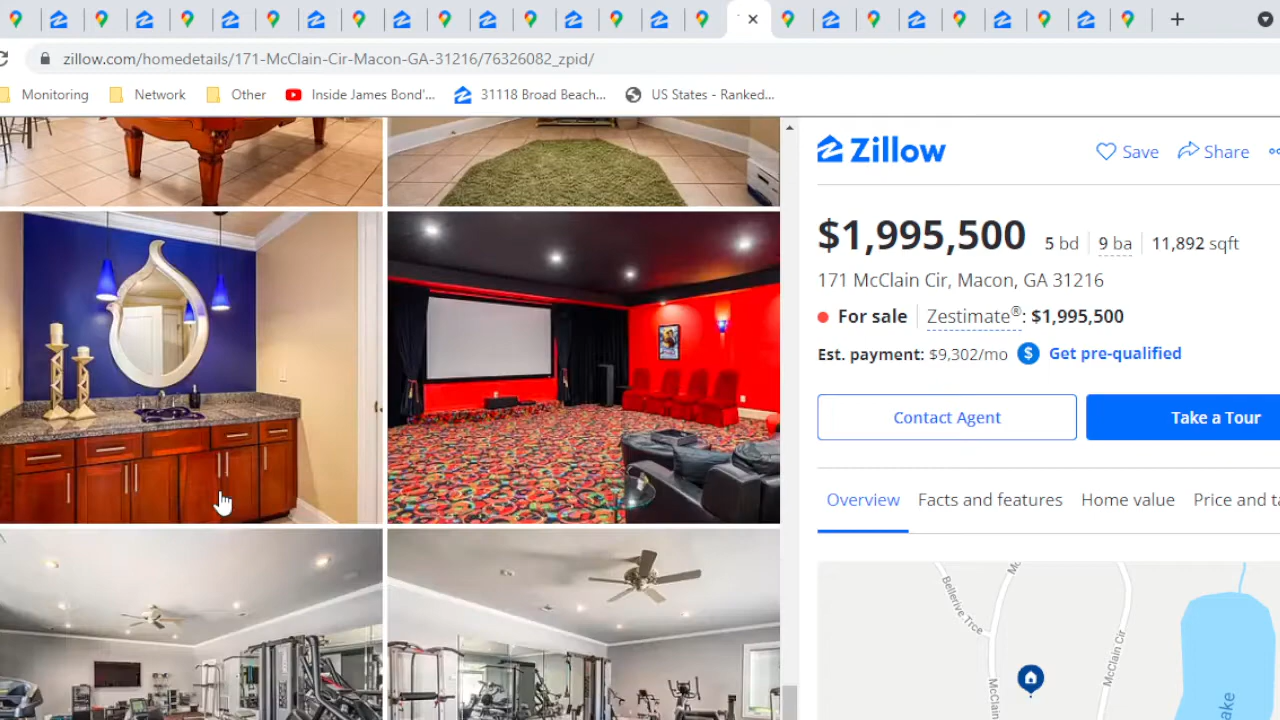 zillow.com/homedetails/171-McClain-Cir-Macon-GA-31216/76326082_zpid/
Monitoring Network Other Inside James Bond'... 31118 Broad Beach... US States - Ranked...
Zillow Save Share
$1,995,500 5 bd 9 ba 11,892 sqft
171 McClain Cir, Macon, GA 31216
For sale Zestimate®: $1,995,500
Est. payment: $9,302/mo $ Get pre-qualified
Contact Agent Take a Tour
Overview Facts and features Home value Price and ta
Bellerive Trce
McClain Cir
McClain
ake